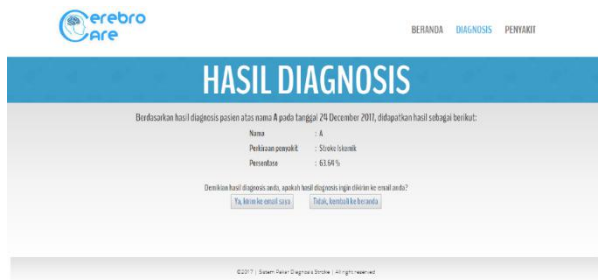 Cerebro
Care
BERANDA DIAGNOSIS PENYAKIT
HASIL DIAGNOSIS
Berdasarkan hasil diagnosis pasien atas nama A pada tanggal 24 December 2017, didapatkan hasil sebagai berikut:
Nama : A
Perkiraan penyakit : Stroke Iskemik
Persentase : 63.64 %
Demikian hasil diagnosis anda, apakah hasil diagnosis ingin dikirim ke email anda?
Ya, kirim ke email saya Tidak, kembali ke beranda
©2017 | Sistem Pakar Diagnosis Stroke | All right reserved